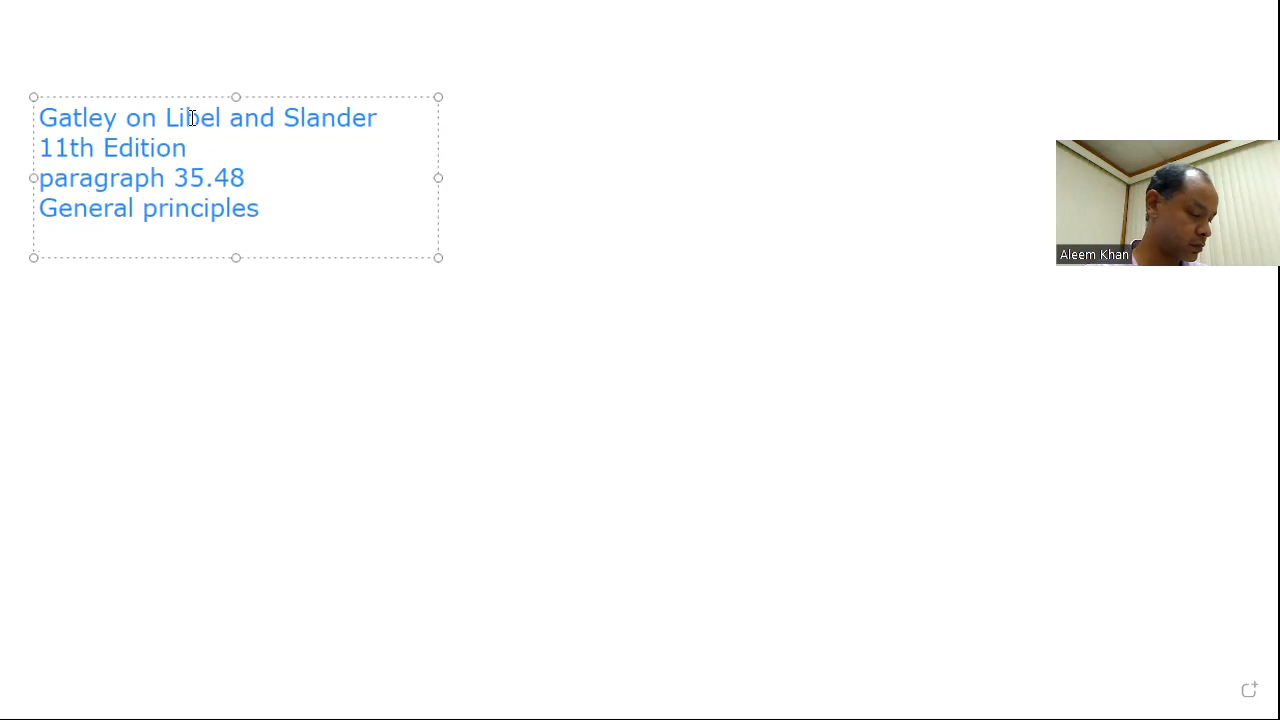 Gatley on Libel and Slander
11th Edition
paragraph 35.48
General principles
Aleem Khan